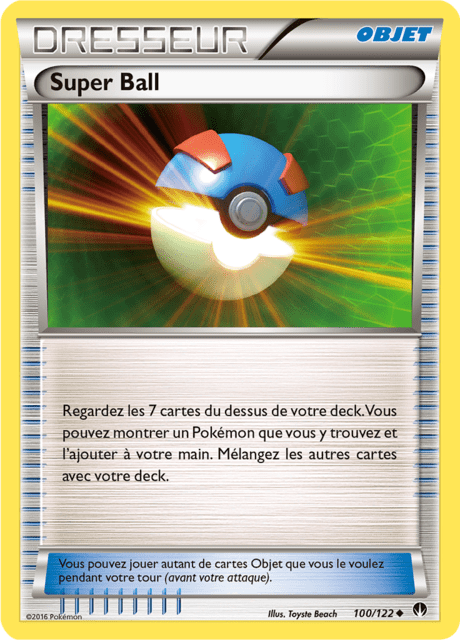 DRESSEUR OBJET
Super Ball
Regardez les 7 cartes du dessus de votre deck.Vous
pouvez montrer un Pokémon que vous y trouvez et
l'ajouter à votre main. Mélangez les autres cartes
avec votre deck.
Vous pouvez jouer autant de cartes Objet que vous le voulez
pendant votre tour (avant votre attaque).
©2016 Pokémon Illus. Toyste Beach 100/122